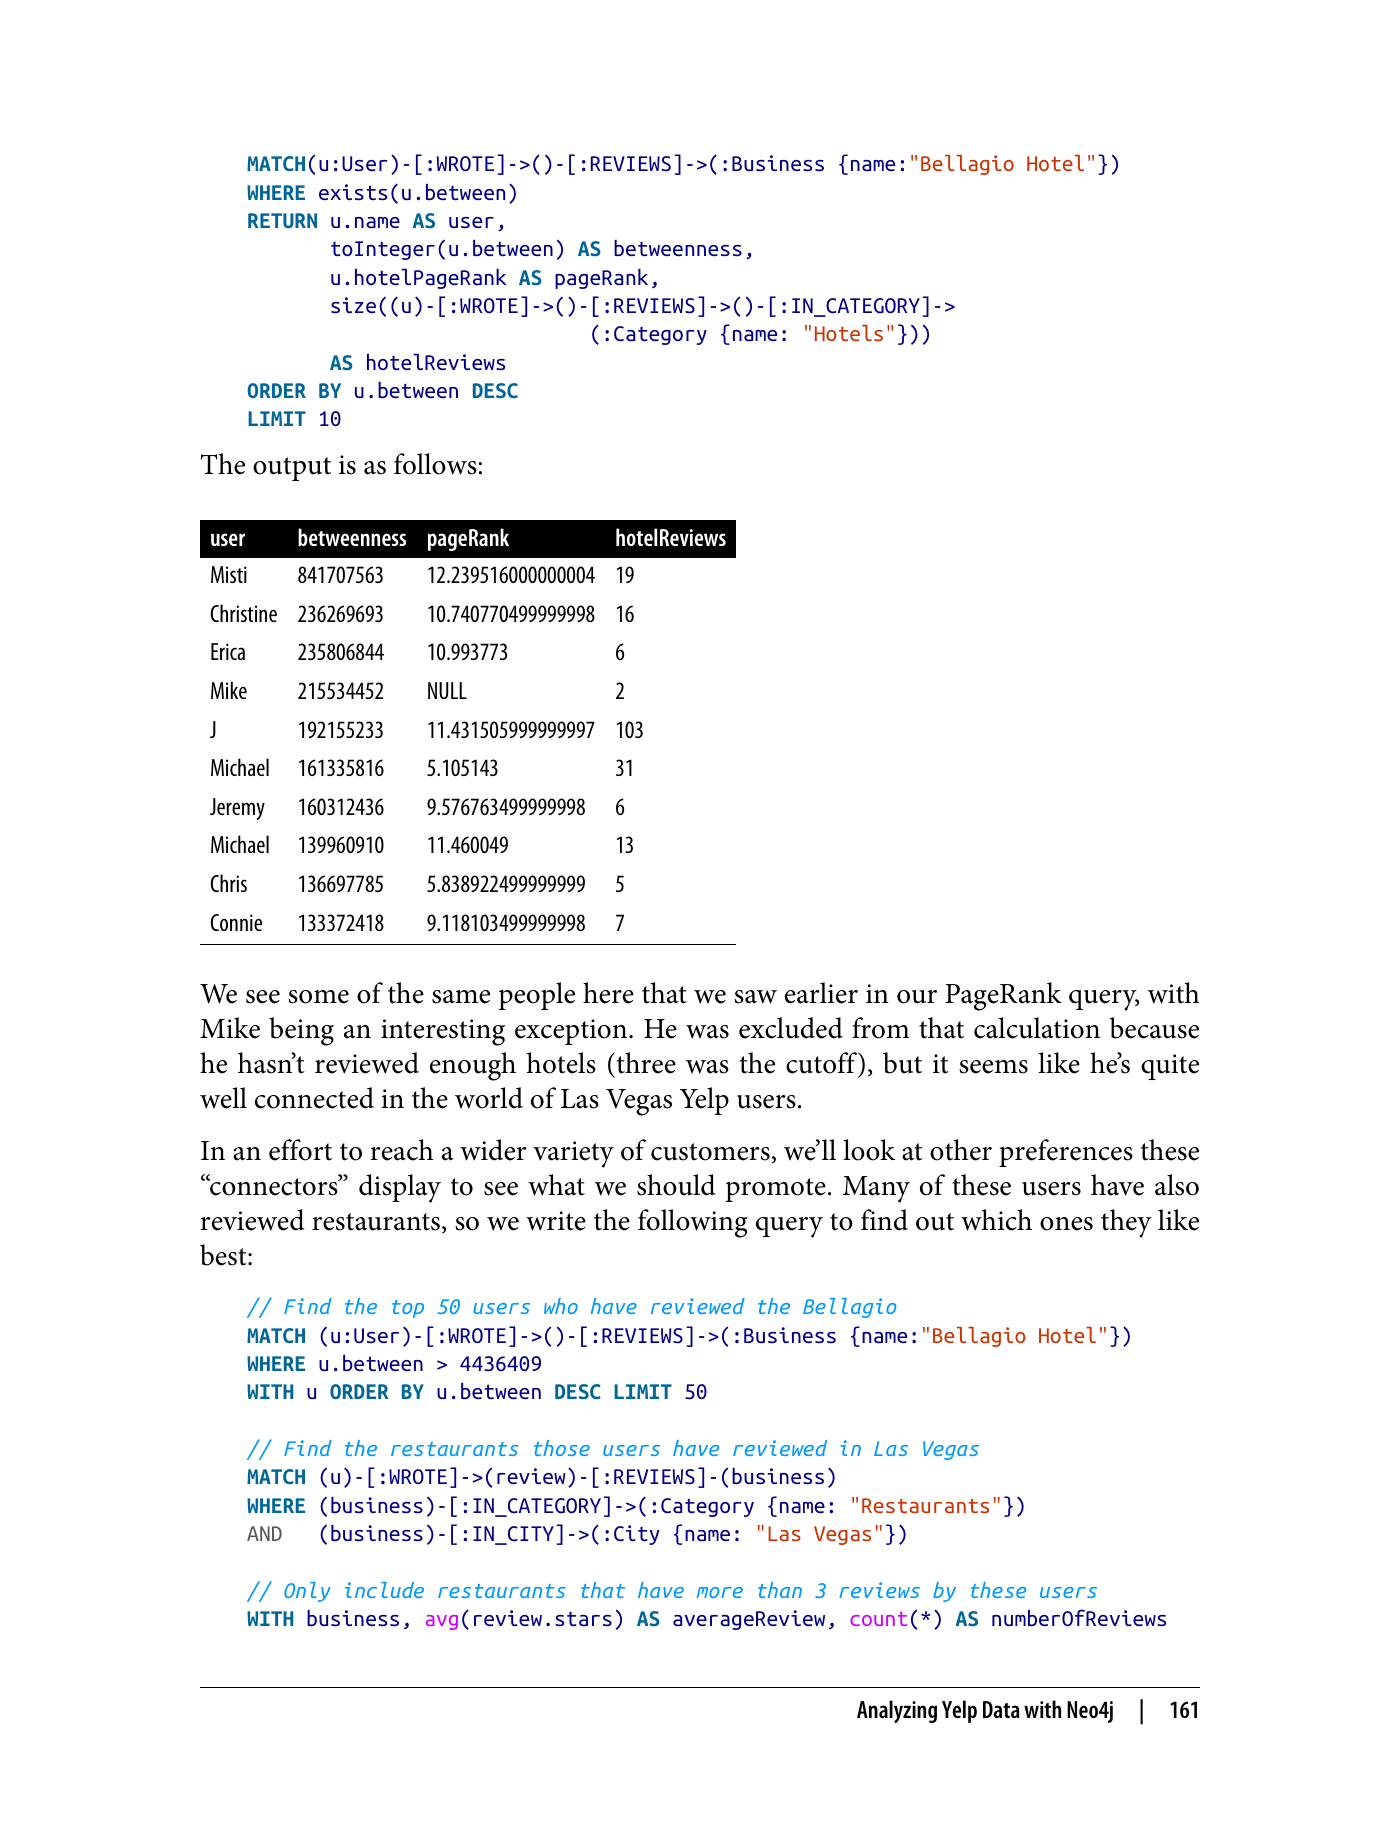 MATCH(u:User)-[:WROTE]->()-[:REVIEWS]->(:Business {name:"Bellagio Hotel"})
WHERE exists(u.between)
RETURN u.name AS user,
       toInteger(u.between) AS betweenness,
       u.hotelPageRank AS pageRank,
       size((u)-[:WROTE]->()-[:REVIEWS]->()-[:IN_CATEGORY]->
                             (:Category {name: "Hotels"}))
       AS hotelReviews
ORDER BY u.between DESC
LIMIT 10
The output is as follows:
user betweenness pageRank hotelReviews
Misti 841707563 12.239516000000004 19
Christine 236269693 10.740770499999998 16
Erica 235806844 10.993773 6
Mike 215534452 NULL 2
J 192155233 11.431505999999997 103
Michael 161335816 5.105143 31
Jeremy 160312436 9.576763499999998 6
Michael 139960910 11.460049 13
Chris 136697785 5.838922499999999 5
Connie 133372418 9.118103499999998 7
We see some of the same people here that we saw earlier in our PageRank query, with
Mike being an interesting exception. He was excluded from that calculation because
he hasn’t reviewed enough hotels (three was the cutoff), but it seems like he’s quite
well connected in the world of Las Vegas Yelp users.
In an effort to reach a wider variety of customers, we’ll look at other preferences these
“connectors” display to see what we should promote. Many of these users have also
reviewed restaurants, so we write the following query to find out which ones they like
best:
// Find the top 50 users who have reviewed the Bellagio
MATCH (u:User)-[:WROTE]->()-[:REVIEWS]->(:Business {name:"Bellagio Hotel"})
WHERE u.between > 4436409
WITH u ORDER BY u.between DESC LIMIT 50
// Find the restaurants those users have reviewed in Las Vegas
MATCH (u)-[:WROTE]->(review)-[:REVIEWS]-(business)
WHERE (business)-[:IN_CATEGORY]->(:Category {name: "Restaurants"})
AND   (business)-[:IN_CITY]->(:City {name: "Las Vegas"})
// Only include restaurants that have more than 3 reviews by these users
WITH business, avg(review.stars) AS averageReview, count(*) AS numberOfReviews
Analyzing Yelp Data with Neo4j | 161